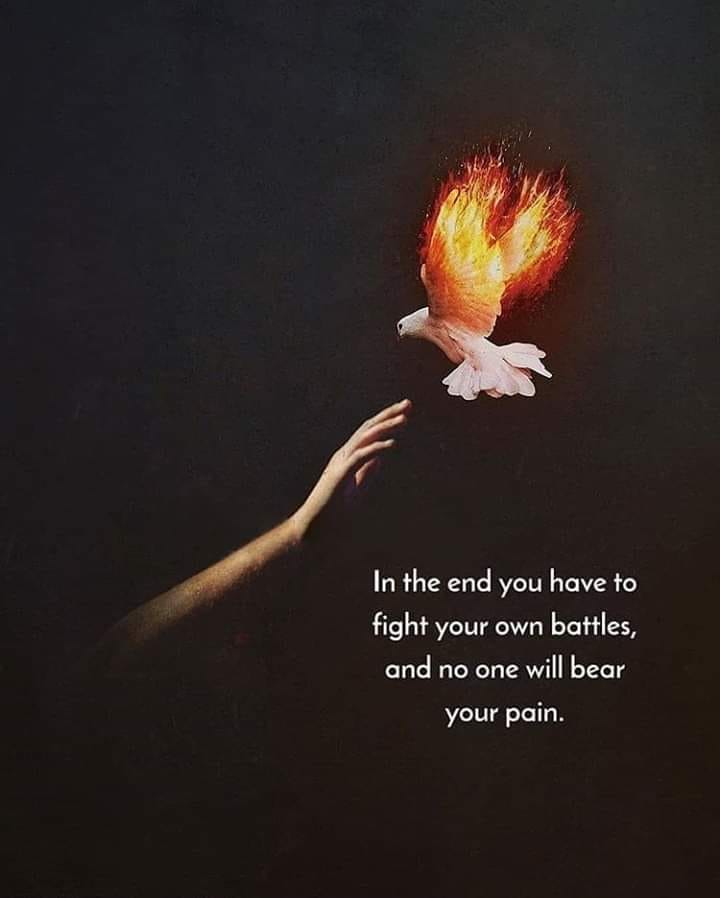 In the end you have to
fight your own battles,
and no one will bear
your pain.